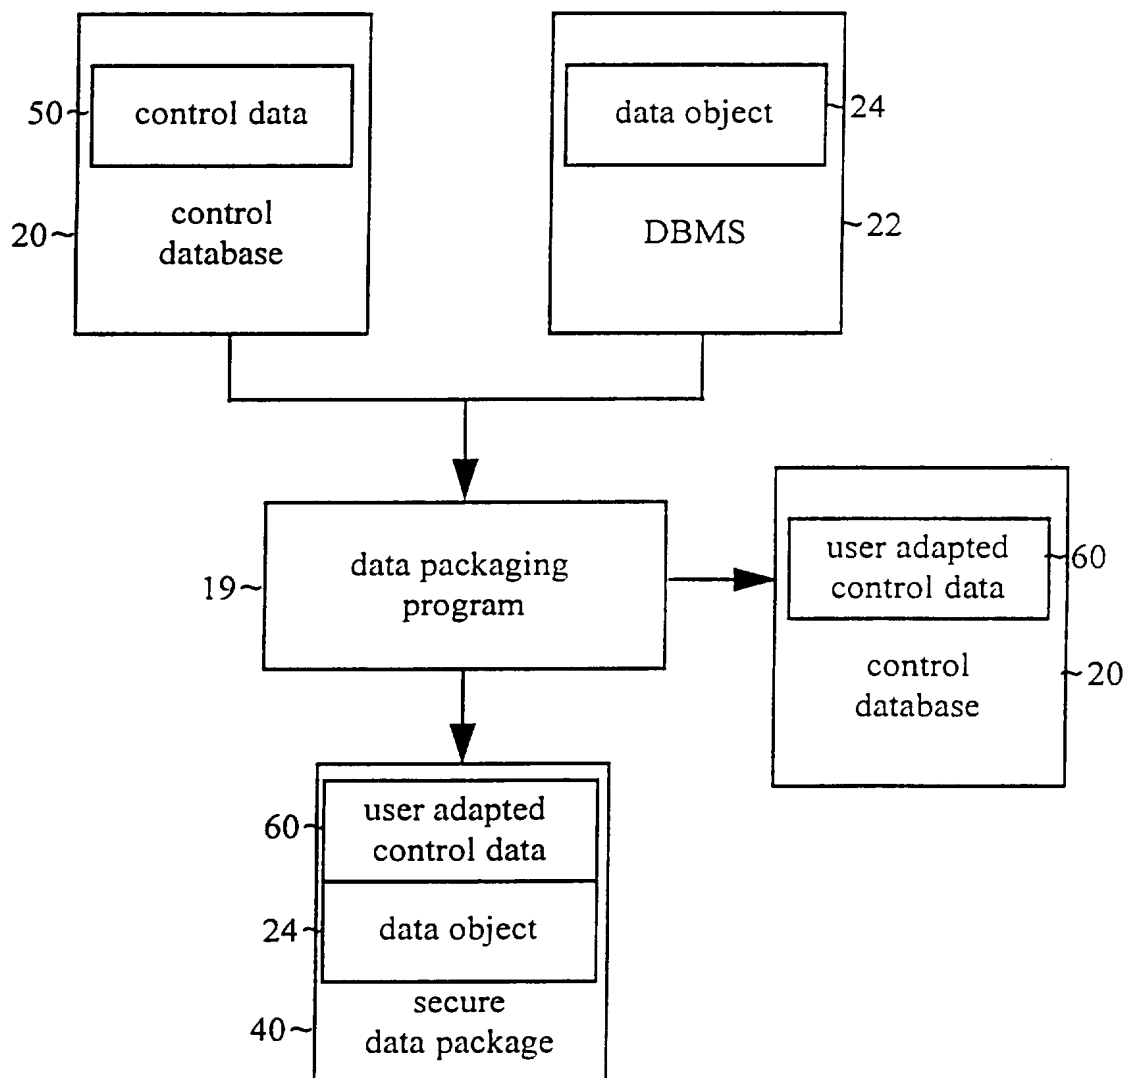 50~ control data
data object ~24
20~ control
database
DBMS ~22
19~ data packaging
program
user adapted ~60
control data
control ~20
database
60~ user adapted
control data
24~ data object
secure
40~ data package